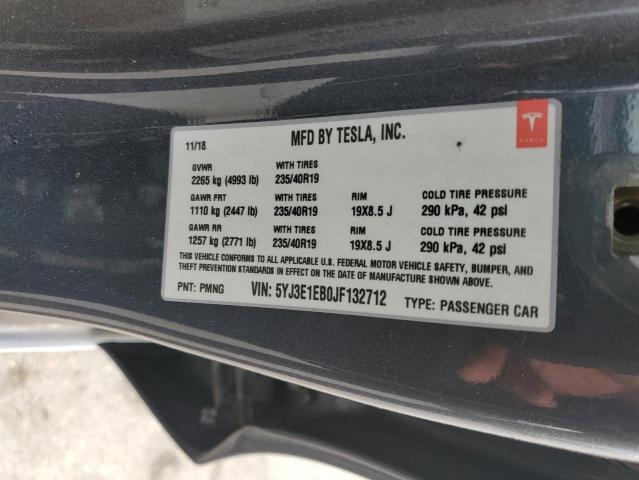 11/18 MFD BY TESLA, INC.
GVWR WITH TIRES
2265 kg (4993 lb) 235/40R19
GAWR FRT WITH TIRES RIM COLD TIRE PRESSURE
1110 kg (2447 lb) 235/40R19 19X8.5 J 290 kPa, 42 psi
GAWR RR WITH TIRES RIM COLD TIRE PRESSURE
1257 kg (2771 lb) 235/40R19 19X8.5 J 290 kPa, 42 psi
THIS VEHICLE CONFORMS TO ALL APPLICABLE U.S. FEDERAL MOTOR VEHICLE SAFETY, BUMPER, AND
THEFT PREVENTION STANDARDS IN EFFECT ON THE DATE OF MANUFACTURE SHOWN ABOVE.
PNT: PMNG VIN: 5YJ3E1EB0JF132712 TYPE: PASSENGER CAR
TESLA